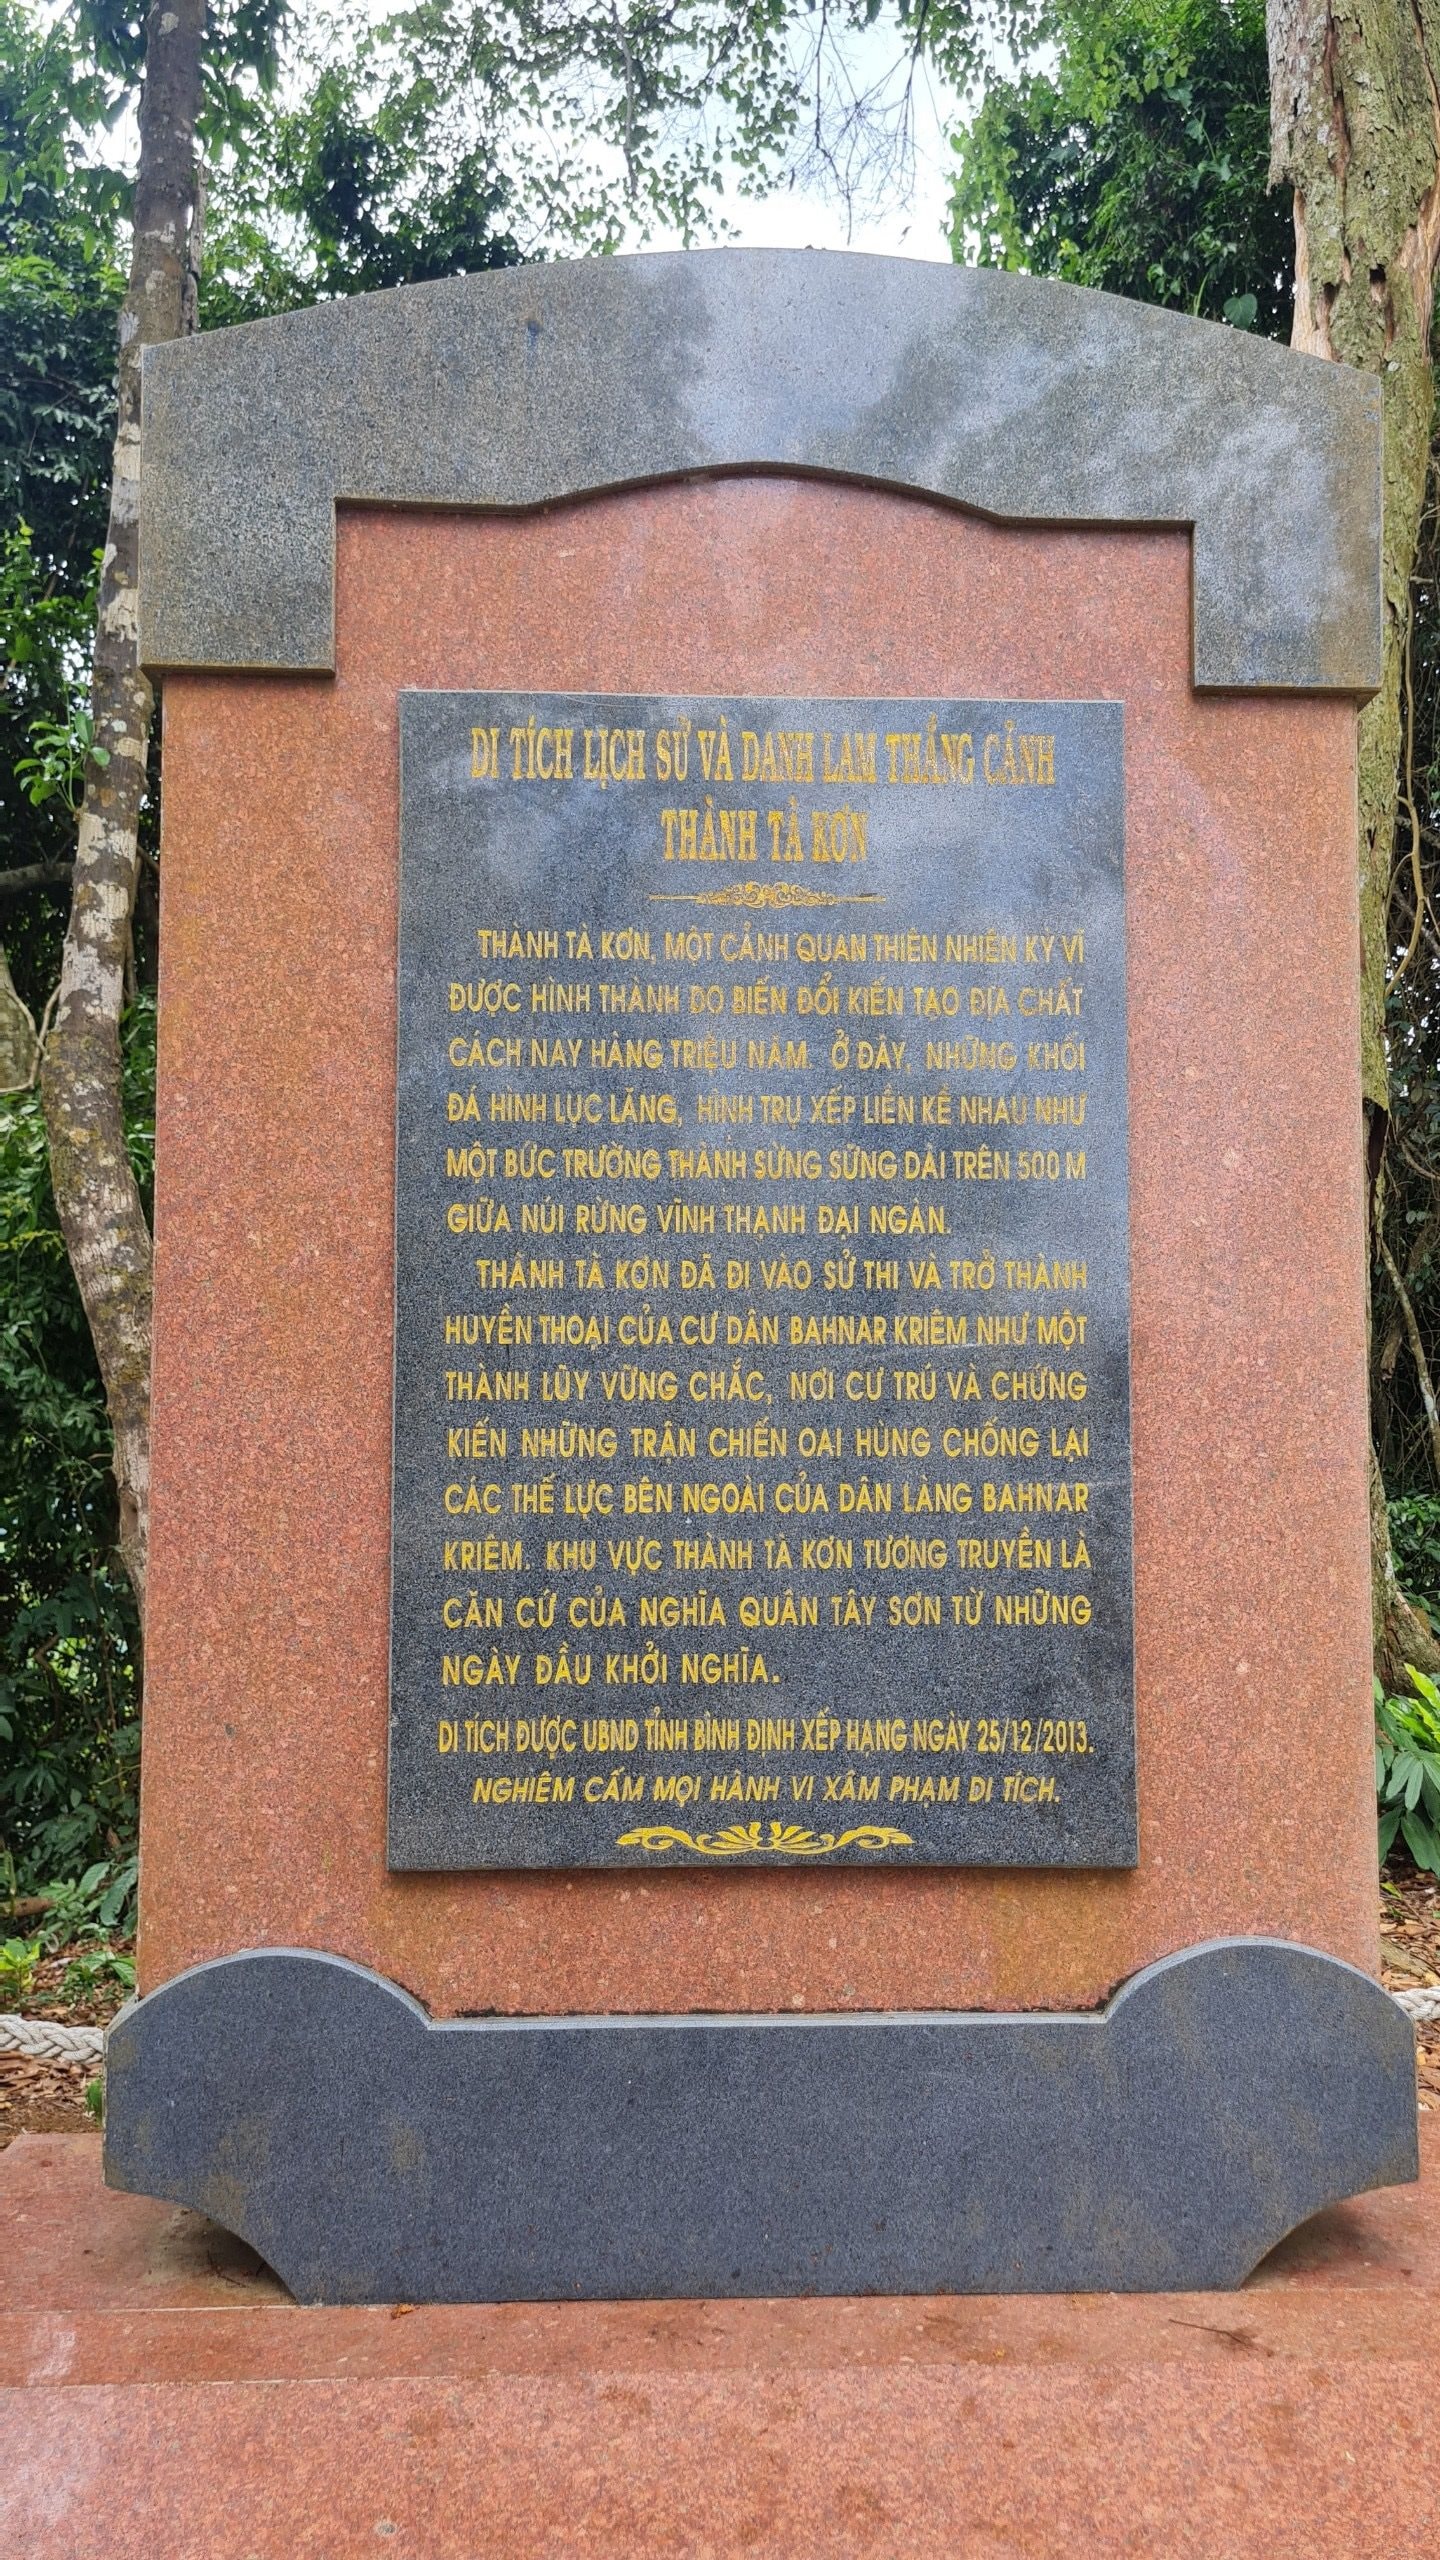 DI TÍCH LỊCH SỬ VÀ DANH LAM THẮNG CẢNH
THÀNH TÀ KƠN
THÀNH TÀ KƠN, MỘT CẢNH QUAN THIÊN NHIÊN KỲ VĨ
ĐƯỢC HÌNH THÀNH DO BIẾN ĐỔI KIẾN TẠO ĐỊA CHẤT
CÁCH NAY HÀNG TRIỆU NĂM. Ở ĐÂY, NHỮNG KHỐI
ĐÁ HÌNH LỤC LĂNG, HÌNH TRỤ XẾP LIỀN KỀ NHAU NHƯ
MỘT BỨC TRƯỜNG THÀNH SỪNG SỮNG DÀI TRÊN 500 M
GIỮA NÚI RỪNG VĨNH THẠNH ĐẠI NGÀN.
THÀNH TÀ KƠN ĐÃ ĐI VÀO SỬ THI VÀ TRỞ THÀNH
HUYỀN THOẠI CỦA CƯ DÂN BAHNAR KRIÊM NHƯ MỘT
THÀNH LŨY VỮNG CHẮC, NƠI CƯ TRÚ VÀ CHỨNG
KIẾN NHỮNG TRẬN CHIẾN OAI HÙNG CHỐNG LẠI
CÁC THẾ LỰC BÊN NGOÀI CỦA DÂN LÀNG BAHNAR
KRIÊM. KHU VỰC THÀNH TÀ KƠN TƯƠNG TRUYỀN LÀ
CĂN CỨ CỦA NGHĨA QUÂN TÂY SƠN TỪ NHỮNG
NGÀY ĐẦU KHỞI NGHĨA.
DI TÍCH ĐƯỢC UBND TỈNH BÌNH ĐỊNH XẾP HẠNG NGÀY 25/12/2013.
NGHIÊM CẤM MỌI HÀNH VI XÂM PHẠM DI TÍCH.